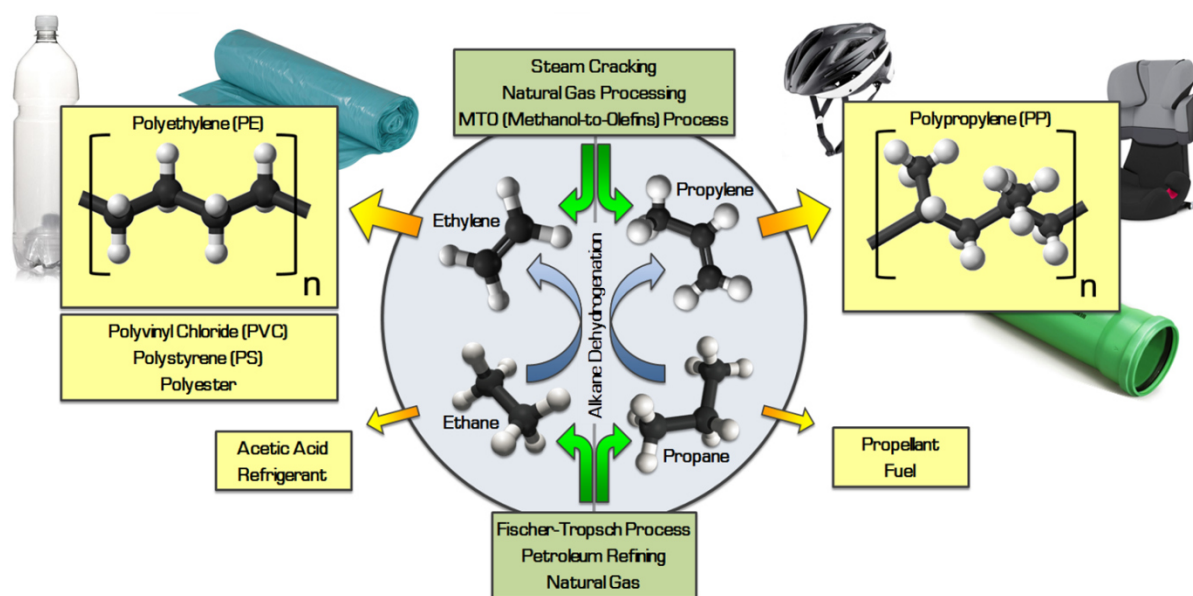 Steam Cracking
Natural Gas Processing
MTO (Methanol-to-Olefins) Process
Polyethylene (PE)
n
Polypropylene (PP)
n
Ethylene
Propylene
Alkane Dehydrogenation
Polyvinyl Chloride (PVC)
Polystyrene (PS)
Polyester
Ethane
Propane
Acetic Acid
Refrigerant
Propellant
Fuel
Fischer-Tropsch Process
Petroleum Refining
Natural Gas